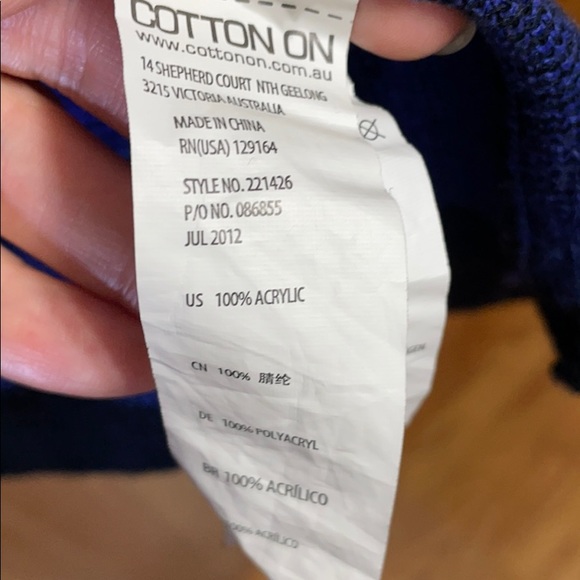 COTTON ON
www.cottonon.com.au
14 SHEPHERD COURT NTH GEELONG
3215 VICTORIA AUSTRALIA
MADE IN CHINA
RN(USA) 129164
STYLE NO. 221426
P/O NO. 086855
JUL 2012
US 100% ACRYLIC
CN 100% 腈纶
DE 100% POLYACRYL
BR 100% ACRÍLICO
100% ACRÍLICO